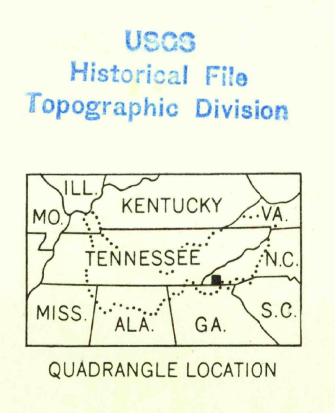 USGS
Historical File
Topographic Division
ILL.
MO.
KENTUCKY
VA.
TENNESSEE
N.C.
MISS.
ALA.
GA.
S.C.
QUADRANGLE LOCATION